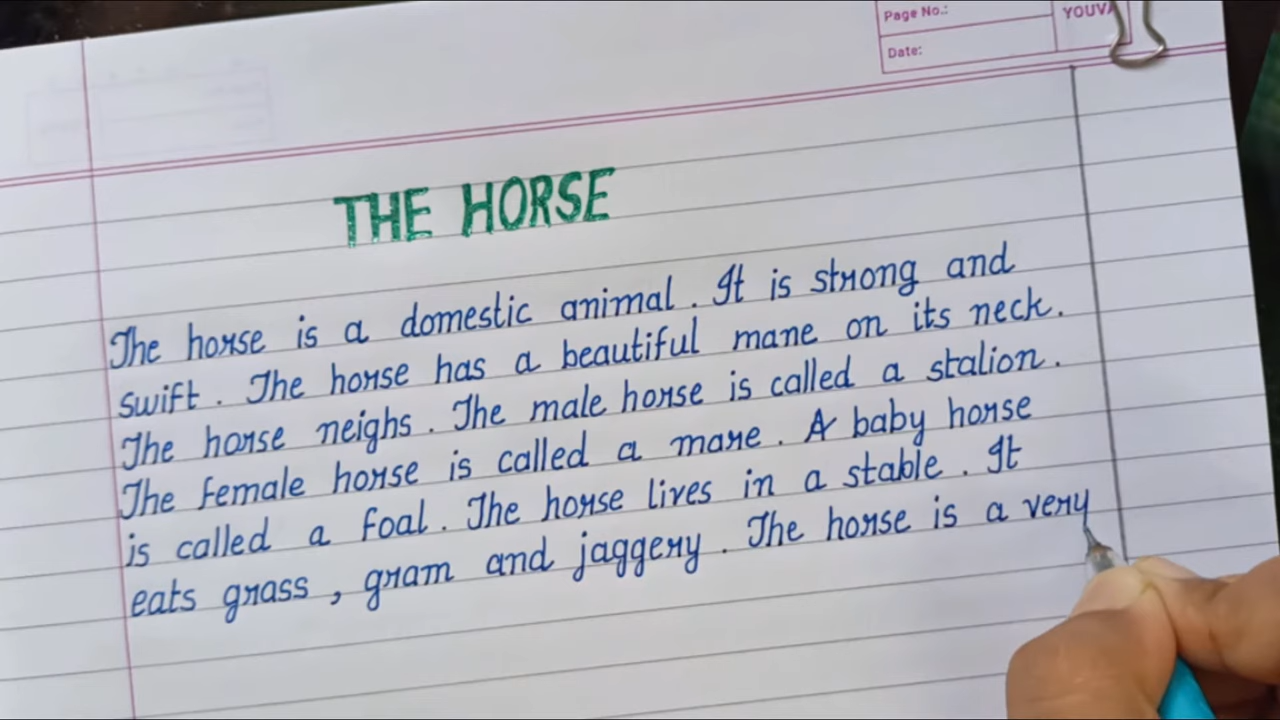 Page No.:
YOUVA
Date:
THE HORSE
The horse is a domestic animal. It is strong and
swift. The horse has a beautiful mane on its neck.
The horse neighs. The male horse is called a stalion.
The female horse is called a mare. A baby horse
is called a foal. The horse lives in a stable. It
eats grass, gram and jaggery. The horse is a very